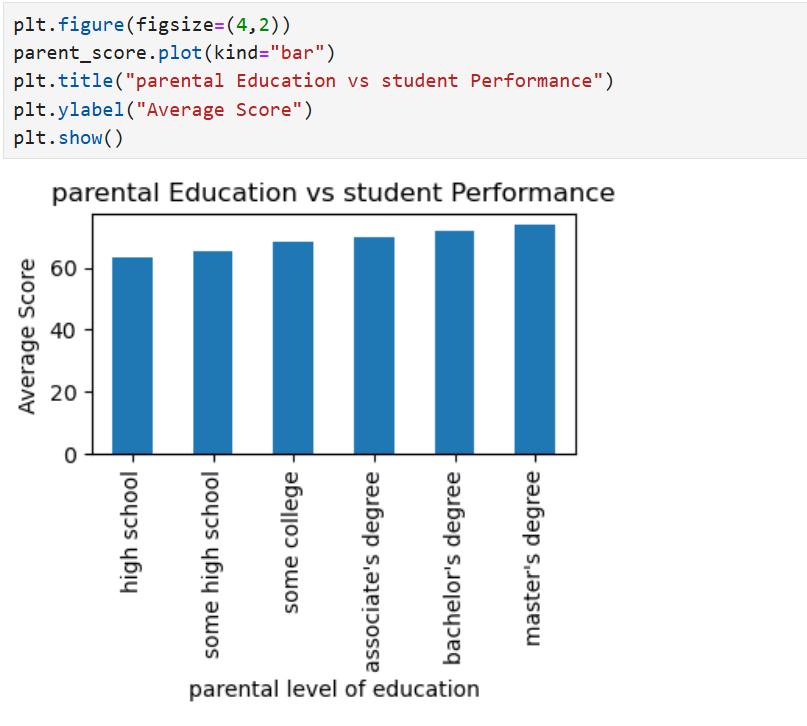 plt.figure(figsize=(4,2))
parent_score.plot(kind="bar")
plt.title("parental Education vs student Performance")
plt.ylabel("Average Score")
plt.show()
parental Education vs student Performance
Average Score
60
40
20
0
high school
some high school
some college
associate's degree
bachelor's degree
master's degree
parental level of education